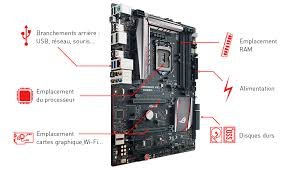 Branchements arrière :
USB, réseau, souris...
Emplacement
RAM
Emplacement
du processeur
Alimentation
Emplacement
cartes graphique,Wi-Fi...
Disques durs